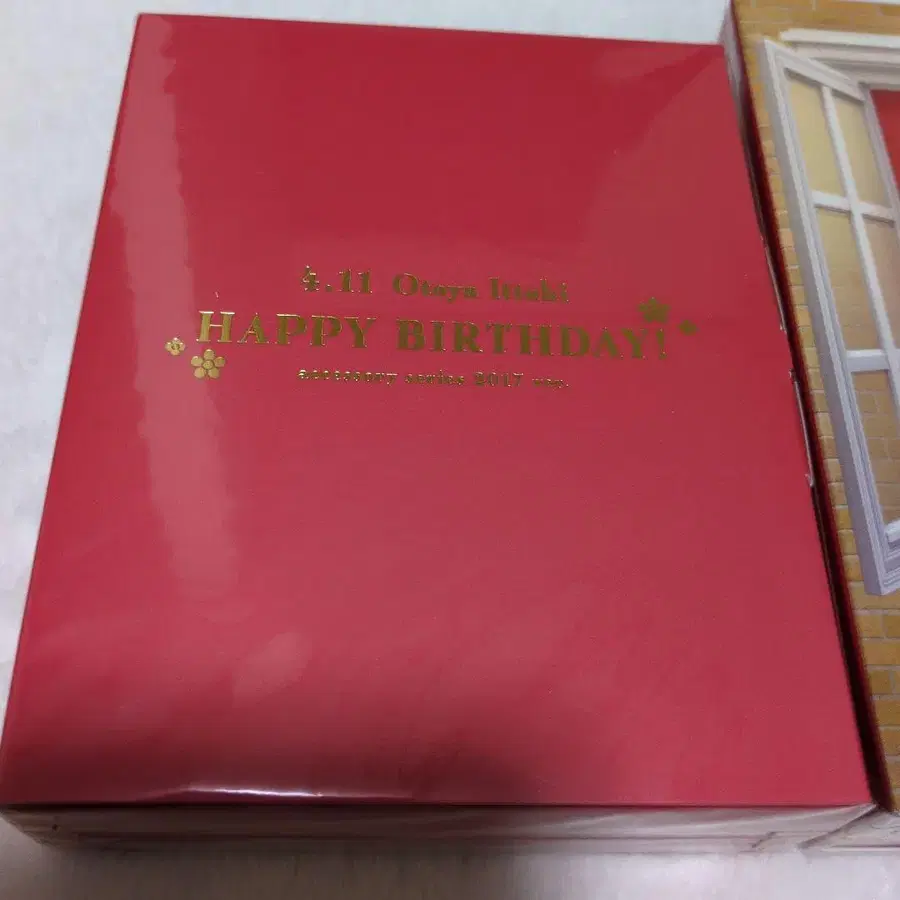 4.11 Otoya Ittoki
HAPPY BIRTHDAY!
accessory series 2017 ver.